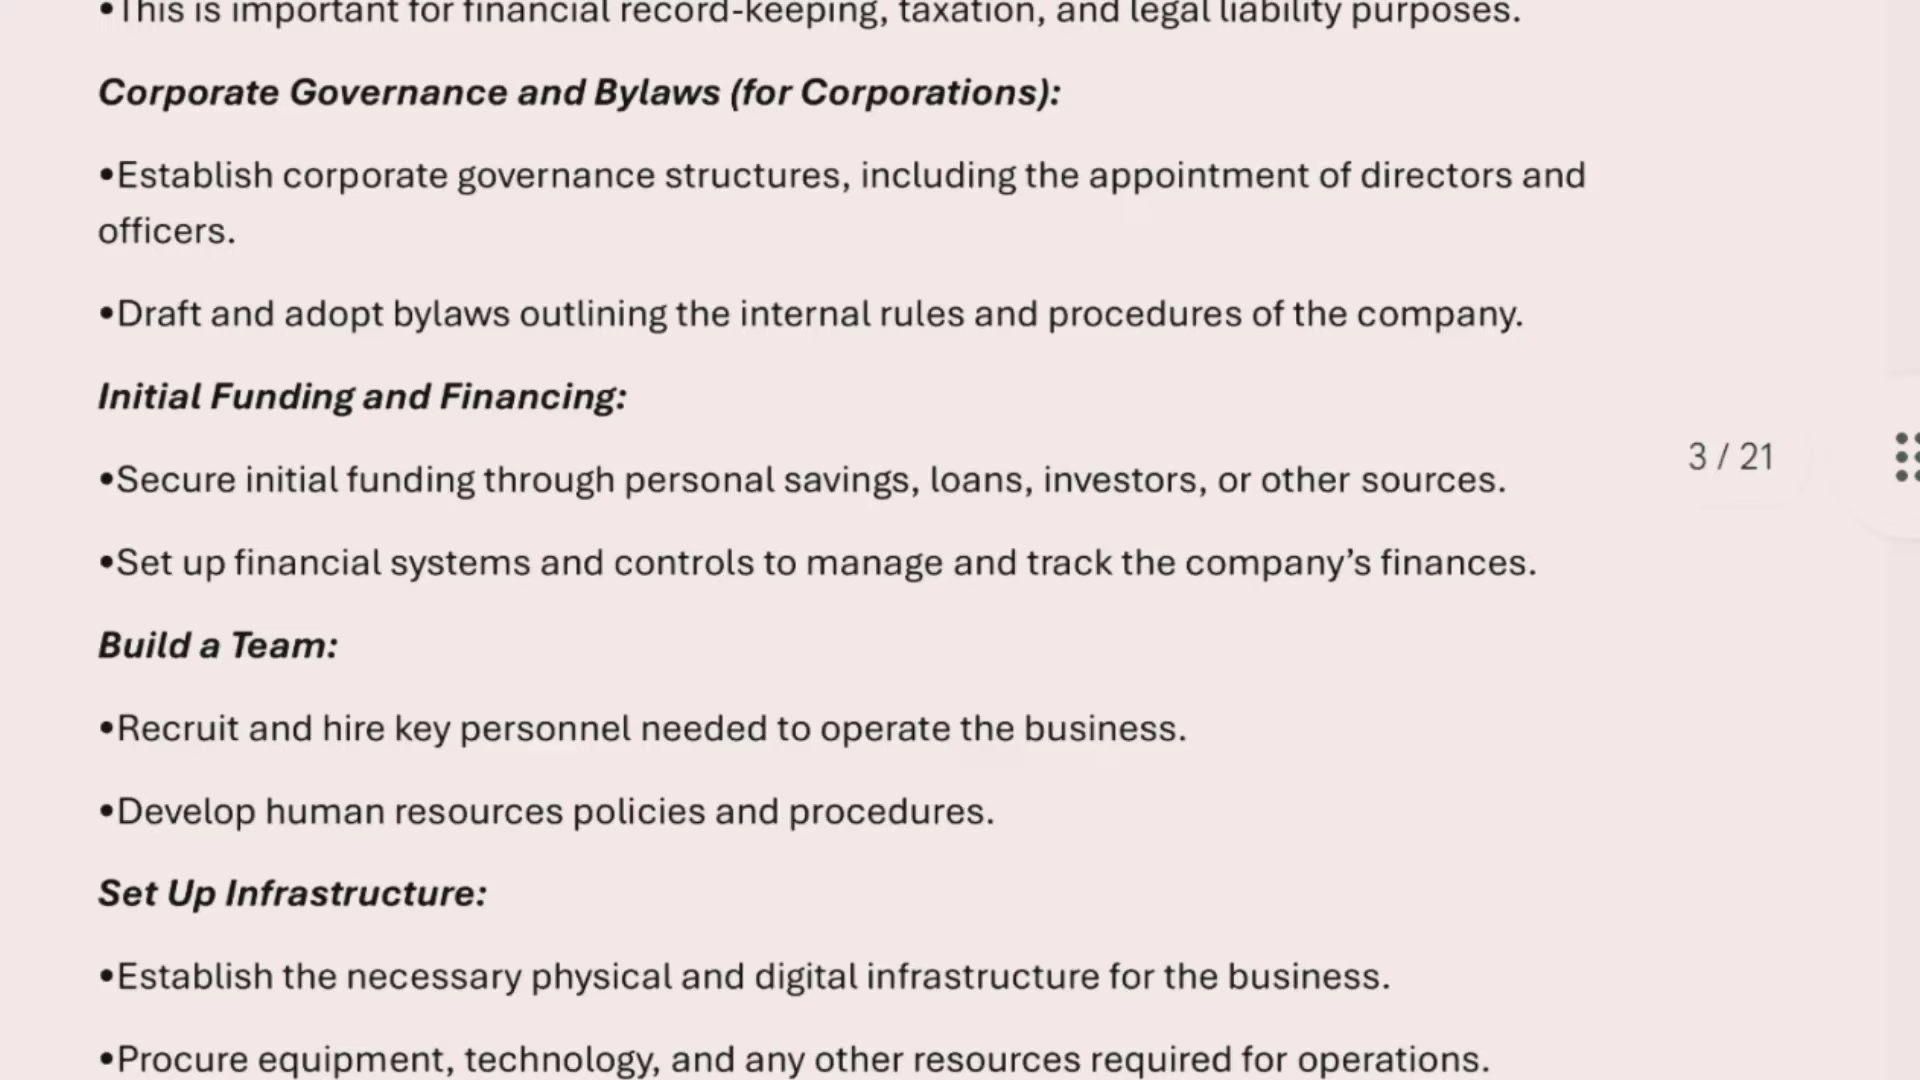 •This is important for financial record-keeping, taxation, and legal liability purposes.
Corporate Governance and Bylaws (for Corporations):
•Establish corporate governance structures, including the appointment of directors and
officers.
•Draft and adopt bylaws outlining the internal rules and procedures of the company.
Initial Funding and Financing:
•Secure initial funding through personal savings, loans, investors, or other sources.
3 / 21
•Set up financial systems and controls to manage and track the company’s finances.
Build a Team:
•Recruit and hire key personnel needed to operate the business.
•Develop human resources policies and procedures.
Set Up Infrastructure:
•Establish the necessary physical and digital infrastructure for the business.
•Procure equipment, technology, and any other resources required for operations.